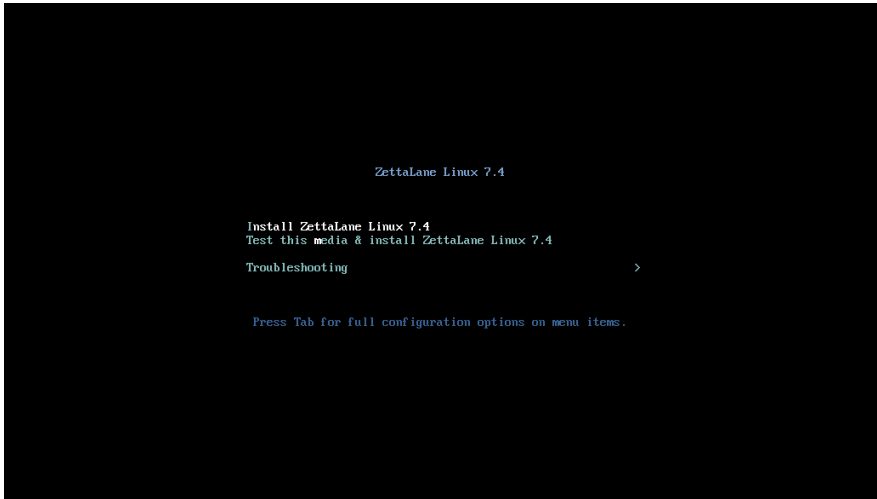 ZettaLane Linux 7.4
Install ZettaLane Linux 7.4
Test this media & install ZettaLane Linux 7.4
Troubleshooting >
Press Tab for full configuration options on menu items.